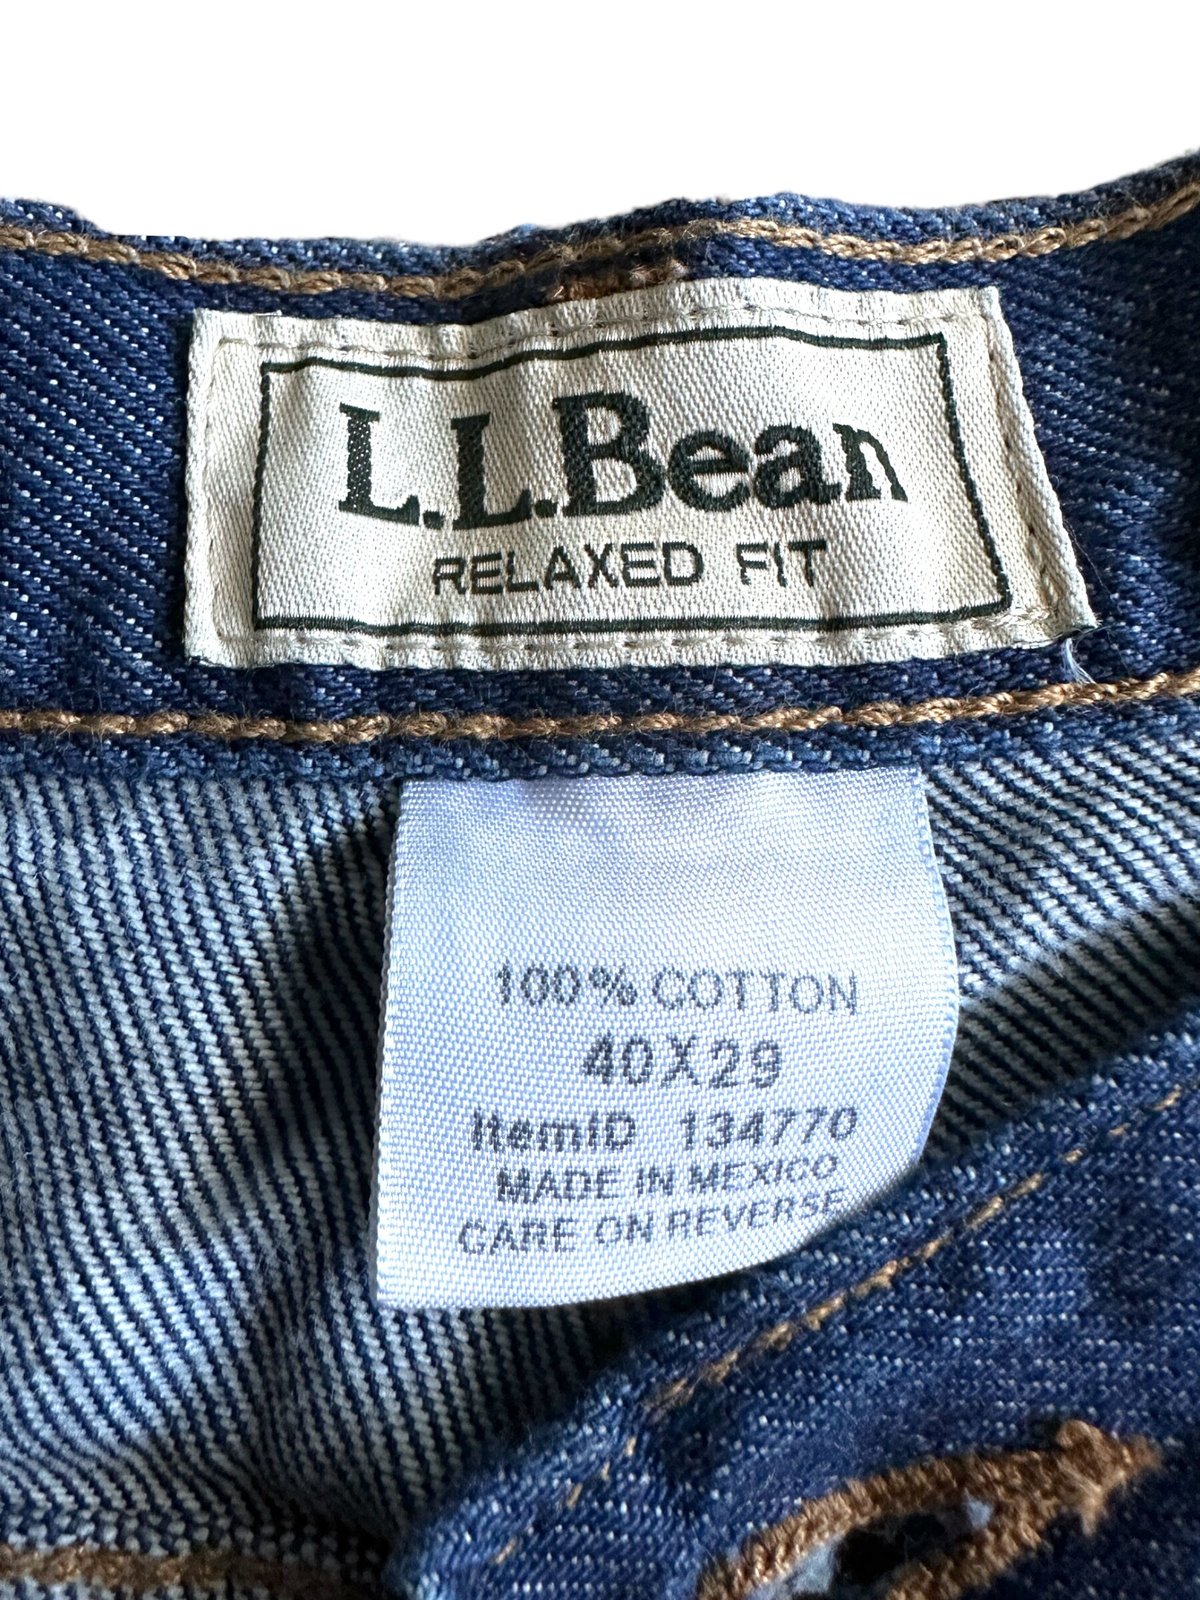 L.L.Bean
RELAXED FIT
100% COTTON
40X29
ItemID 134770
MADE IN MEXICO
CARE ON REVERSE